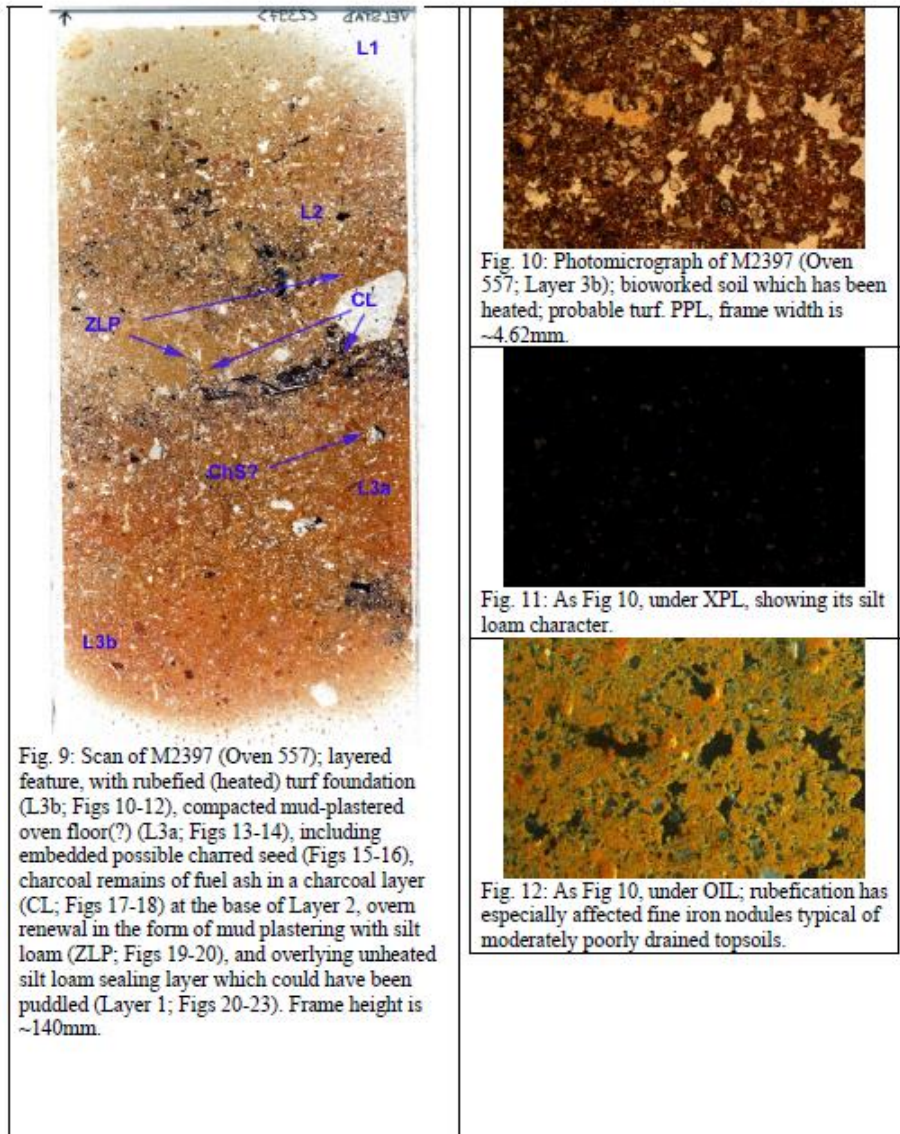 L1
L2
CL
ZLP
ChS?
L3a
L3b
Fig. 9: Scan of M2397 (Oven 557); layered
feature, with rubefied (heated) turf foundation
(L3b; Figs 10-12), compacted mud-plastered
oven floor(?) (L3a; Figs 13-14), including
embedded possible charred seed (Figs 15-16),
charcoal remains of fuel ash in a charcoal layer
(CL; Figs 17-18) at the base of Layer 2, overn
renewal in the form of mud plastering with silt
loam (ZLP; Figs 19-20), and overlying unheated
silt loam sealing layer which could have been
puddled (Layer 1; Figs 20-23). Frame height is
~140mm.
Fig. 10: Photomicrograph of M2397 (Oven
557; Layer 3b); bioworked soil which has been
heated; probable turf. PPL, frame width is
~4.62mm.
Fig. 11: As Fig 10, under XPL, showing its silt
loam character.
Fig. 12: As Fig 10, under OIL; rubefication has
especially affected fine iron nodules typical of
moderately poorly drained topsoils.